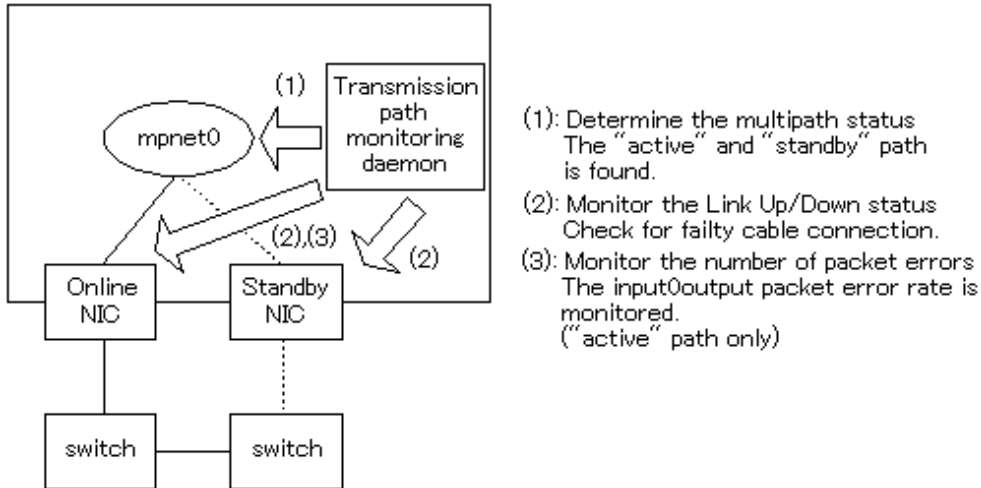 (1)
Transmission
path
monitoring
daemon
mpnet0
(2),(3)
(2)
Online
NIC
Standby
NIC
switch
switch
(1): Determine the multipath status
The "active" and "standby" path
is found.
(2): Monitor the Link Up/Down status
Check for failty cable connection.
(3): Monitor the number of packet errors
The input0output packet error rate is
monitored.
("active" path only)